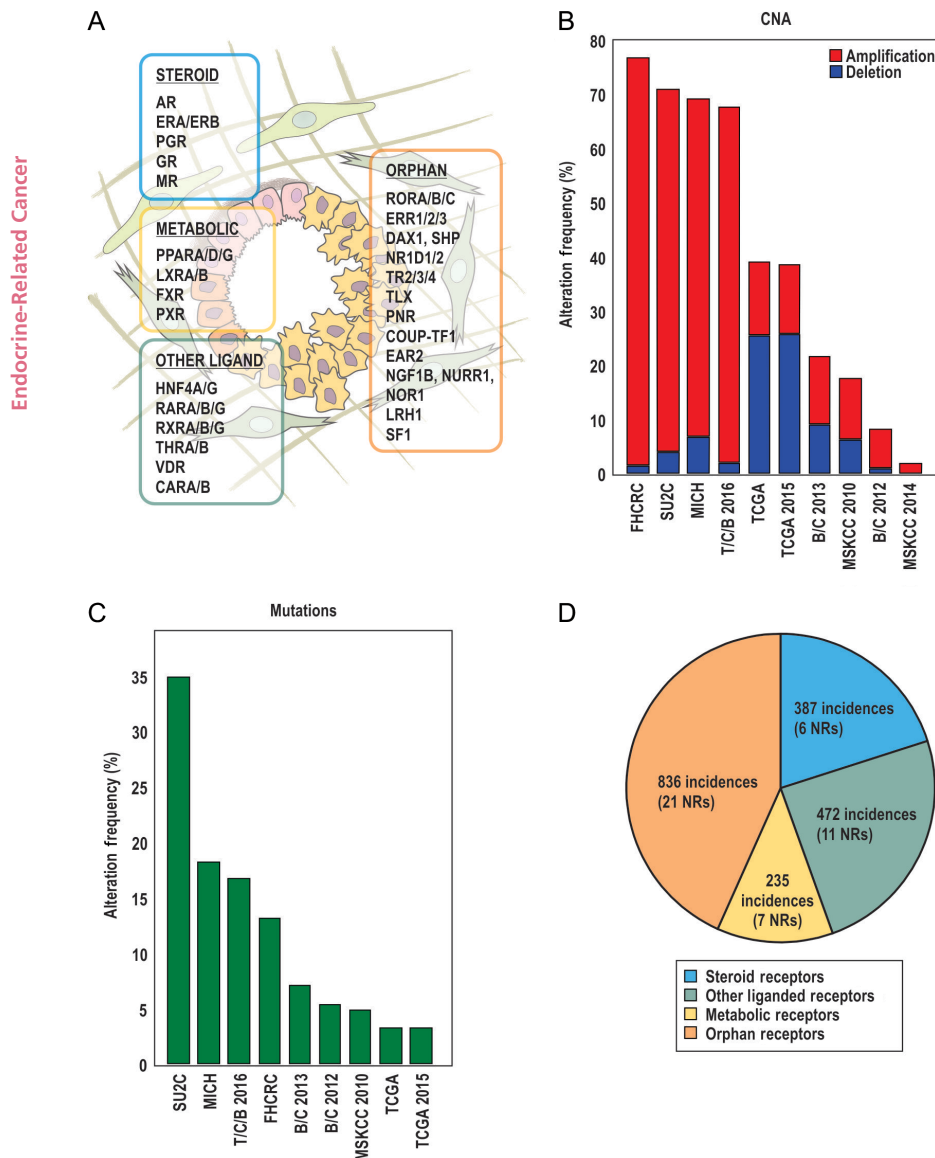 Endocrine-Related Cancer
A
STEROID
AR
ERA/ERB
PGR
GR
MR
METABOLIC
PPARA/D/G
LXRA/B
FXR
PXR
OTHER LIGAND
HNF4A/G
RARA/B/G
RXRA/B/G
THRA/B
VDR
CARA/B
ORPHAN
RORA/B/C
ERR1/2/3
DAX1, SHP
NR1D1/2
TR2/3/4
TLX
PNR
COUP-TF1
EAR2
NGF1B, NURR1,
NOR1
LRH1
SF1
B
CNA
Amplification
Deletion
Alteration frequency (%)
80
70
60
50
40
30
20
10
0
FHCRC
SU2C
MICH
T/C/B 2016
TCGA
TCGA 2015
B/C 2013
MSKCC 2010
B/C 2012
MSKCC 2014
C
Mutations
Alteration frequency (%)
35
30
25
20
15
10
5
0
SU2C
MICH
T/C/B 2016
FHCRC
B/C 2013
B/C 2012
MSKCC 2010
TCGA
TCGA 2015
D
387 incidences
(6 NRs)
472 incidences
(11 NRs)
235
incidences
(7 NRs)
836 incidences
(21 NRs)
Steroid receptors
Other liganded receptors
Metabolic receptors
Orphan receptors